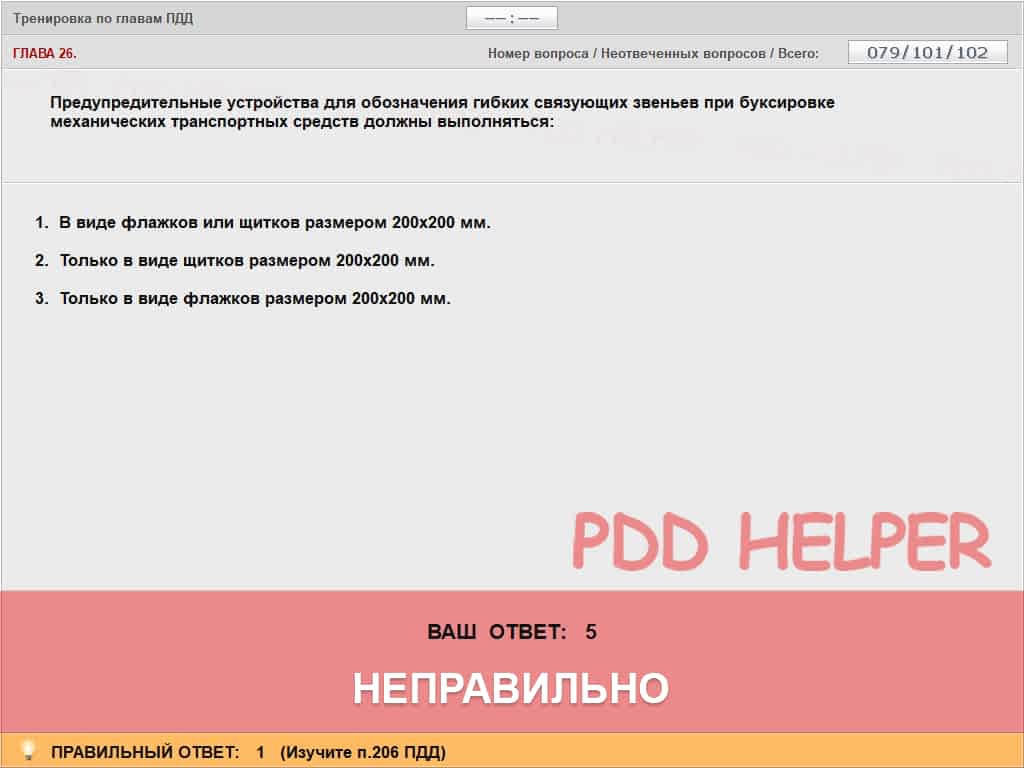 Тренировка по главам ПДД
–– : ––
ГЛАВА 26.
Номер вопроса / Неотвеченных вопросов / Всего:
079/101/102
Предупредительные устройства для обозначения гибких связующих звеньев при буксировке
механических транспортных средств должны выполняться:
1. В виде флажков или щитков размером 200х200 мм.
2. Только в виде щитков размером 200х200 мм.
3. Только в виде флажков размером 200х200 мм.
PDD HELPER
ВАШ ОТВЕТ: 5
НЕПРАВИЛЬНО
ПРАВИЛЬНЫЙ ОТВЕТ: 1 (Изучите п.206 ПДД)